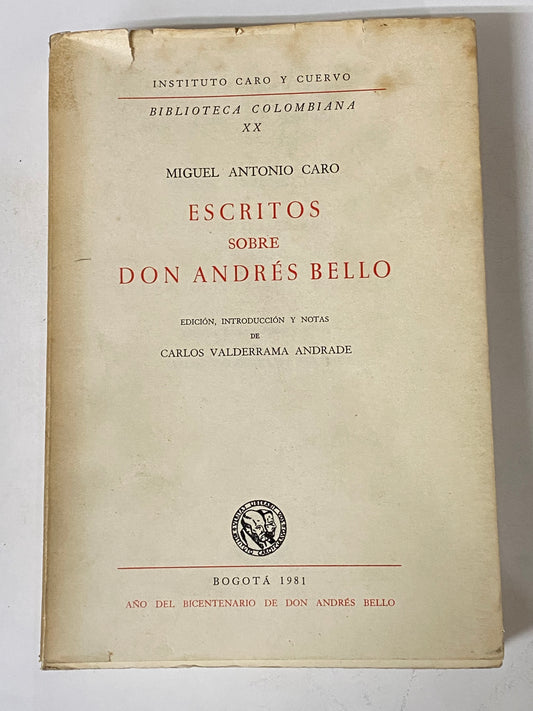 INSTITUTO CARO Y CUERVO
BIBLIOTECA COLOMBIANA
XX
MIGUEL ANTONIO CARO
ESCRITOS
SOBRE
DON ANDRÉS BELLO
EDICIÓN, INTRODUCCIÓN Y NOTAS
DE
CARLOS VALDERRAMA ANDRADE
BOGOTÁ 1981
AÑO DEL BICENTENARIO DE DON ANDRÉS BELLO